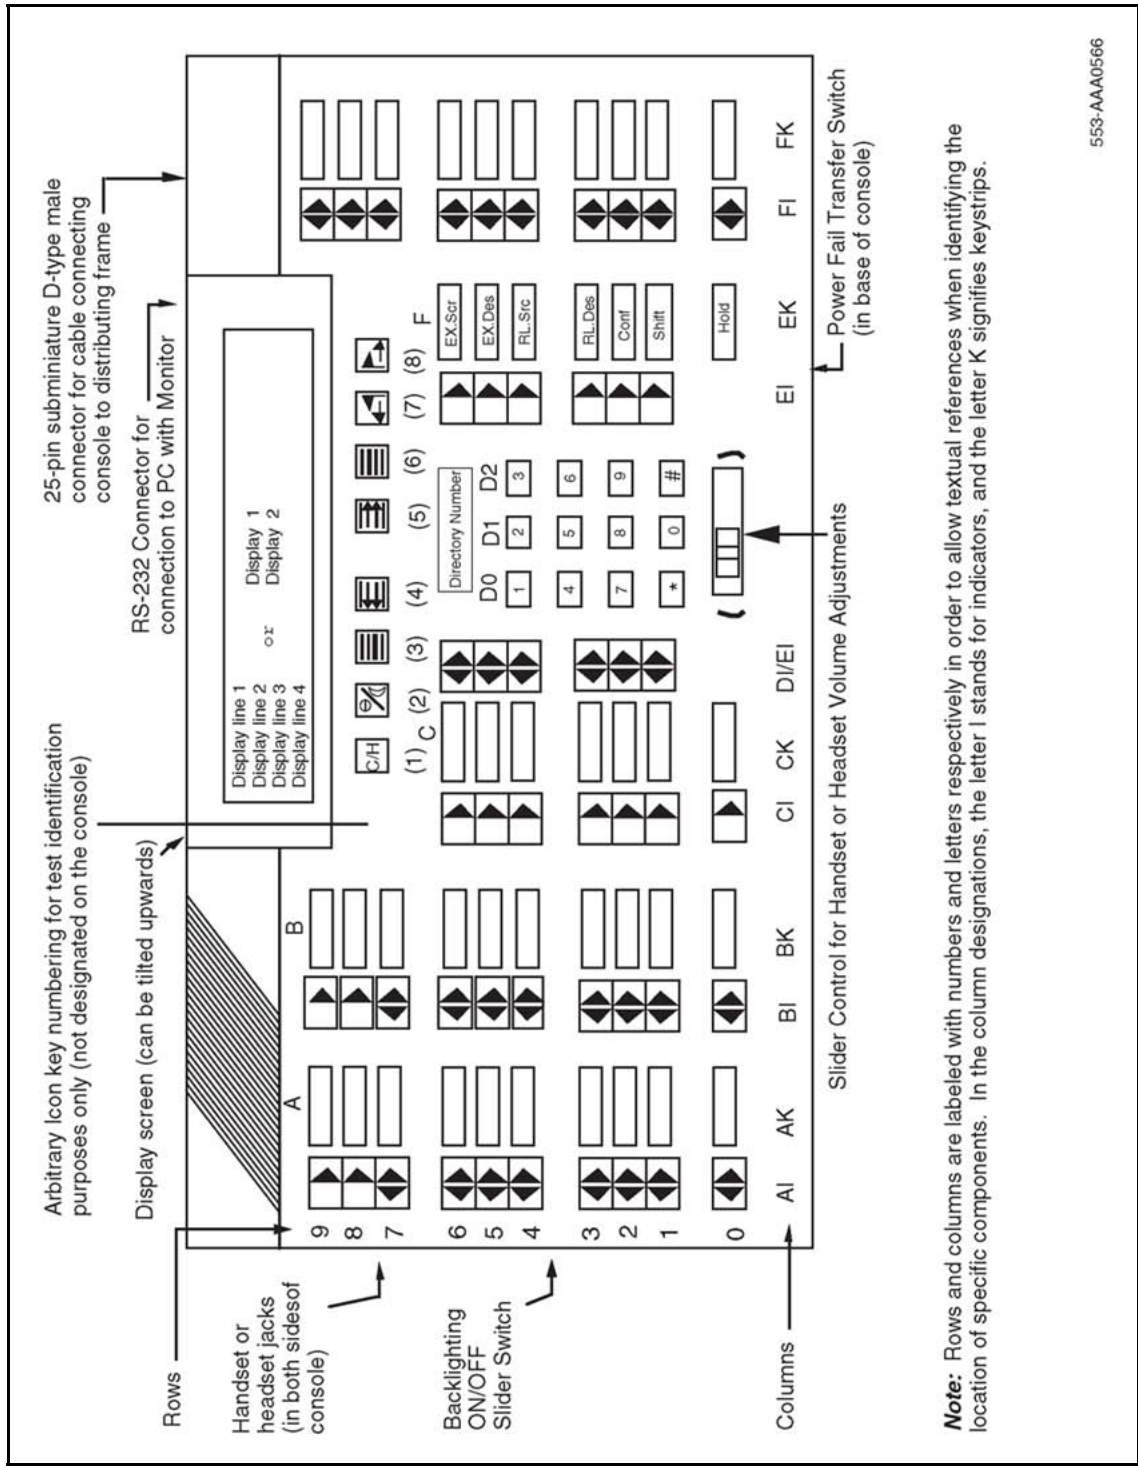 25-pin subminiature D-type male
connector for cable connecting
console to distributing frame
RS-232 Connector for
connection to PC with Monitor
Arbitrary Icon key numbering for test identification
purposes only (not designated on the console)
Display screen (can be tilted upwards)
Rows
Handset or
headset jacks
(in both sidesof
console)
Backlighting
ON/OFF
Slider Switch
Columns
Display line 1
Display line 2
Display line 3
Display line 4
or
Display 1
Display 2
C/H
(1) (2) (3) (4) (5) (6) (7) (8)
A B C F
9
8
7
6
5
4
3
2
1
0
Directory Number
D0 D1 D2
1 2 3
4 5 6
7 8 9
* 0 #
EX.Scr
EX.Des
RL.Src
RL.Des
Conf
Shift
Hold
AI AK BI BK CI CK DI/EI EI EK FI FK
Power Fail Transfer Switch
(in base of console)
Slider Control for Handset or Headset Volume Adjustments
Note: Rows and columns are labeled with numbers and letters respectively in order to allow textual references when identifying the
location of specific components. In the column designations, the letter I stands for indicators, and the letter K signifies keystrips.
553-AAA0566